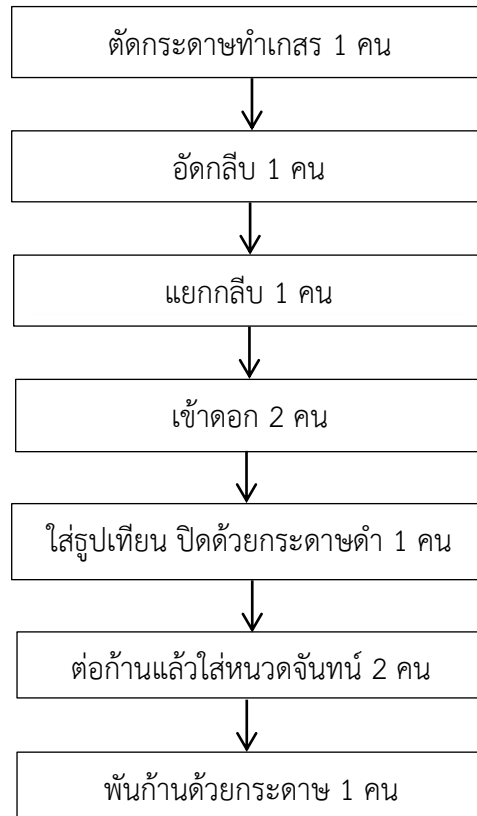 ตัดกระดาษทำเกสร 1 คน
อัดกลีบ 1 คน
แยกกลีบ 1 คน
เข้าดอก 2 คน
ใส่ธูปเทียน ปิดด้วยกระดาษดำ 1 คน
ต่อก้านแล้วใส่หนวดจันทน์ 2 คน
พันก้านด้วยกระดาษ 1 คน